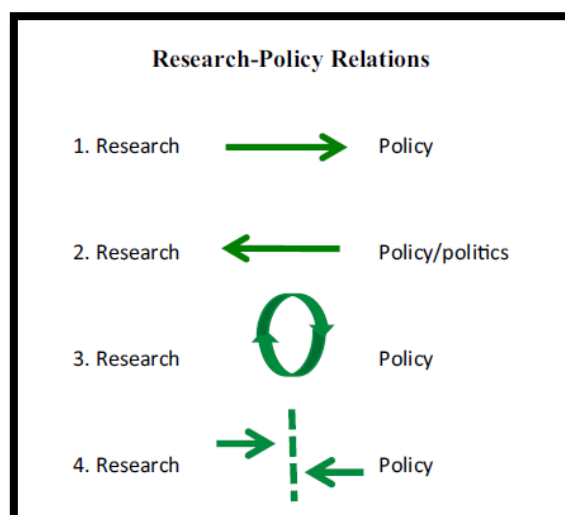 Research-Policy Relations
1. Research Policy
2. Research Policy/politics
3. Research Policy
4. Research Policy